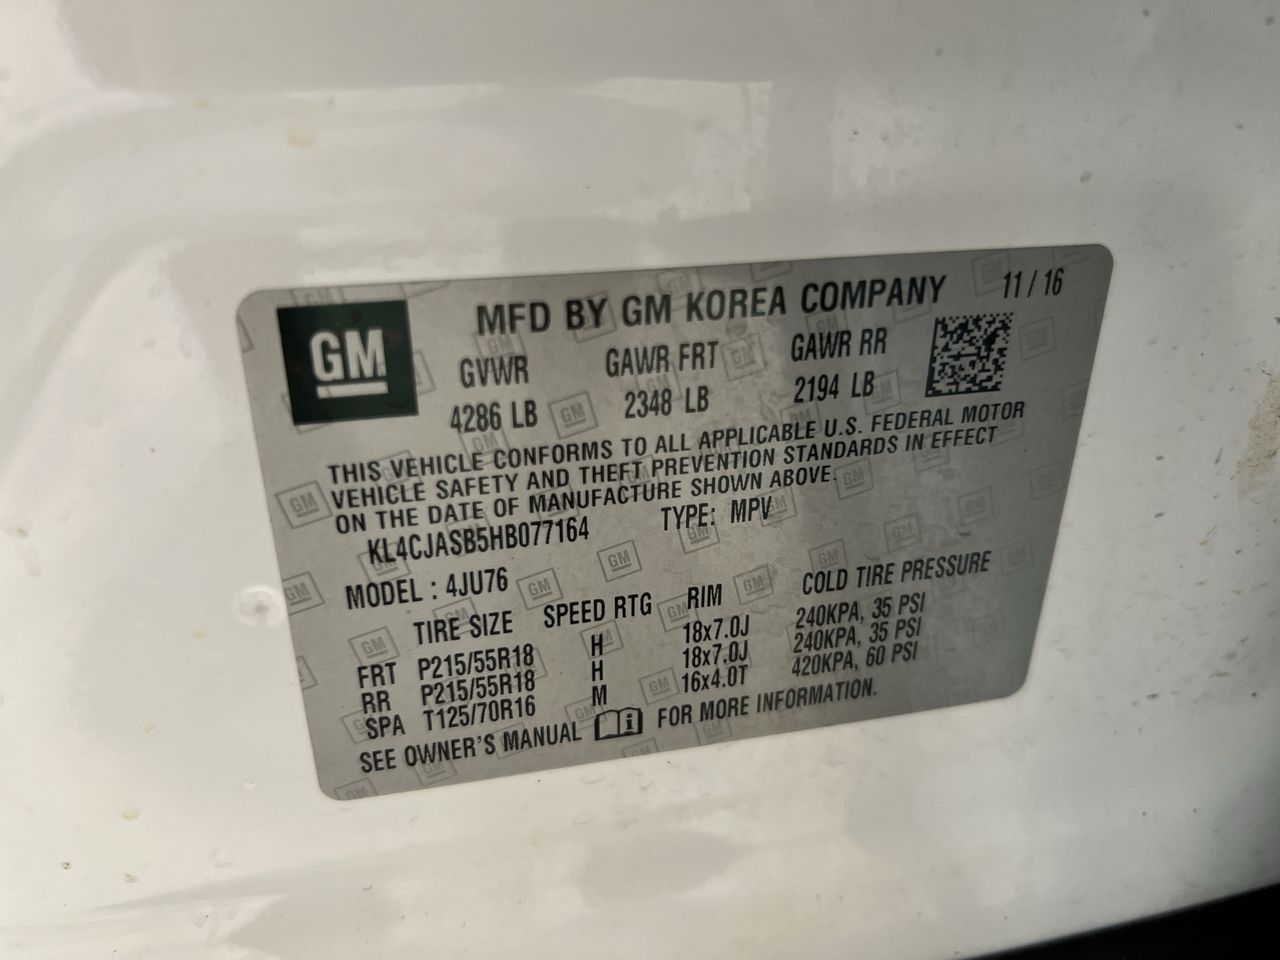 GM
MFD BY GM KOREA COMPANY 11 / 16
GVWR GAWR FRT GAWR RR
4286 LB 2348 LB 2194 LB
THIS VEHICLE CONFORMS TO ALL APPLICABLE U.S. FEDERAL MOTOR
VEHICLE SAFETY AND THEFT PREVENTION STANDARDS IN EFFECT
ON THE DATE OF MANUFACTURE SHOWN ABOVE.
KL4CJASB5HB077164 TYPE: MPV
MODEL : 4JU76
TIRE SIZE SPEED RTG RIM COLD TIRE PRESSURE
FRT P215/55R18 H 18x7.0J 240KPA, 35 PSI
RR P215/55R18 H 18x7.0J 240KPA, 35 PSI
SPA T125/70R16 M 16x4.0T 420KPA, 60 PSI
SEE OWNER'S MANUAL FOR MORE INFORMATION.